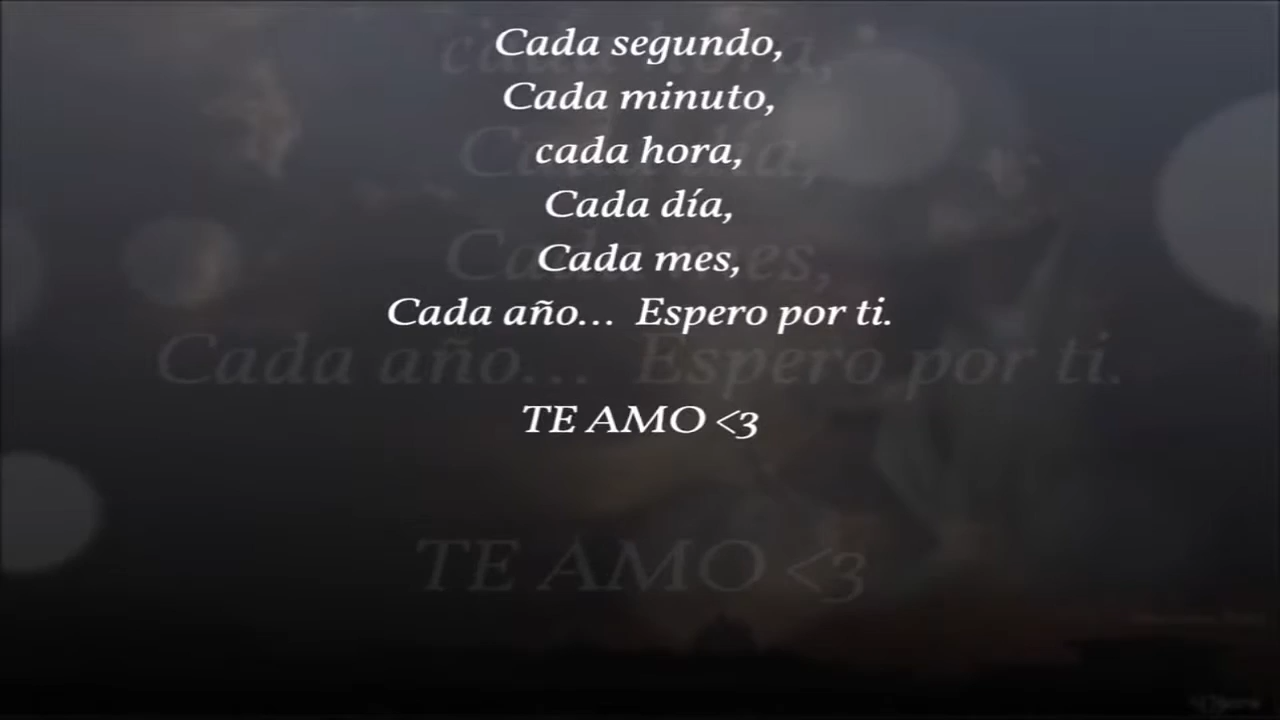 Cada segundo,
Cada minuto,
cada hora,
Cada día,
Cada mes,
Cada año...  Espero por ti.
TE AMO <3